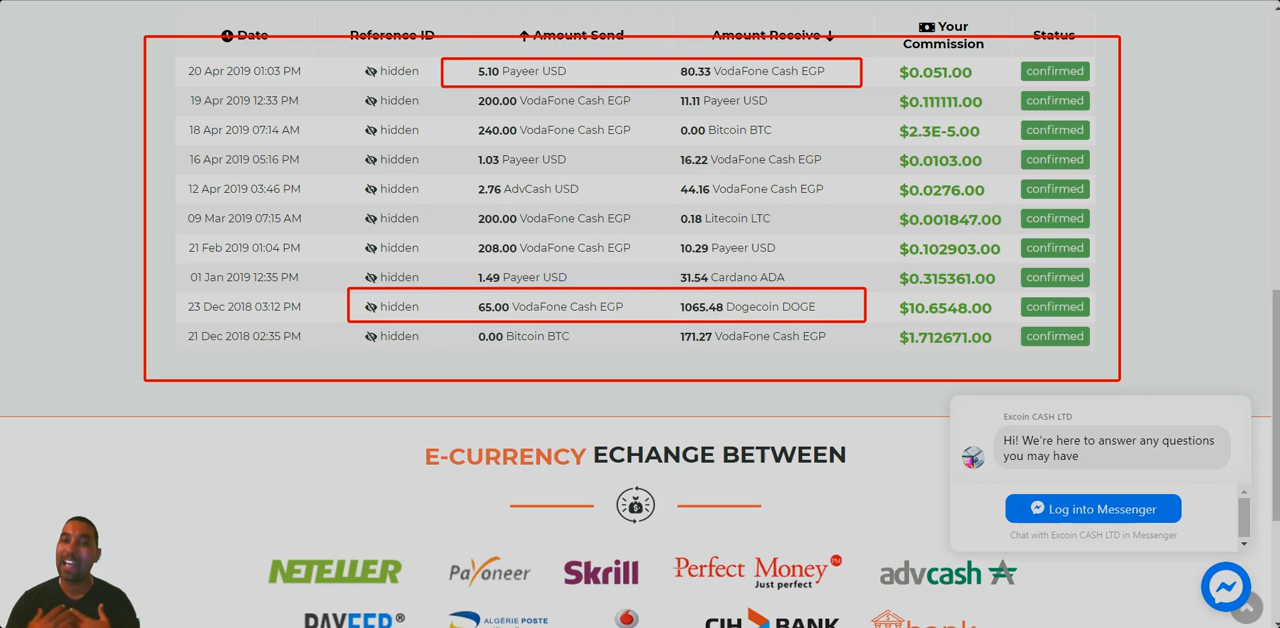 Date Reference ID Amount Send Amount Receive Your Commission Status
20 Apr 2019 01:03 PM hidden 5.10 Payeer USD 80.33 VodaFone Cash EGP $0.051.00 confirmed
19 Apr 2019 12:33 PM hidden 200.00 VodaFone Cash EGP 11.11 Payeer USD $0.111111.00 confirmed
18 Apr 2019 07:14 AM hidden 240.00 VodaFone Cash EGP 0.00 Bitcoin BTC $2.3E-5.00 confirmed
16 Apr 2019 05:16 PM hidden 1.03 Payeer USD 16.22 VodaFone Cash EGP $0.0103.00 confirmed
12 Apr 2019 03:46 PM hidden 2.76 AdvCash USD 44.16 VodaFone Cash EGP $0.0276.00 confirmed
09 Mar 2019 07:15 AM hidden 200.00 VodaFone Cash EGP 0.18 Litecoin LTC $0.001847.00 confirmed
21 Feb 2019 01:04 PM hidden 208.00 VodaFone Cash EGP 10.29 Payeer USD $0.102903.00 confirmed
01 Jan 2019 12:35 PM hidden 1.49 Payeer USD 31.54 Cardano ADA $0.315361.00 confirmed
23 Dec 2018 03:12 PM hidden 65.00 VodaFone Cash EGP 1065.48 Dogecoin DOGE $10.6548.00 confirmed
21 Dec 2018 02:35 PM hidden 0.00 Bitcoin BTC 171.27 VodaFone Cash EGP $1.712671.00 confirmed
Excoin CASH LTD
Hi! We're here to answer any questions
you may have
Log into Messenger
Chat with Excoin CASH LTD in Messenger
E-CURRENCY ECHANGE BETWEEN
NETELLER Payoneer Skrill Perfect Money PM advcash
Just perfect
PAYEER® ALGÉRIE POSTE CIH BANK bank